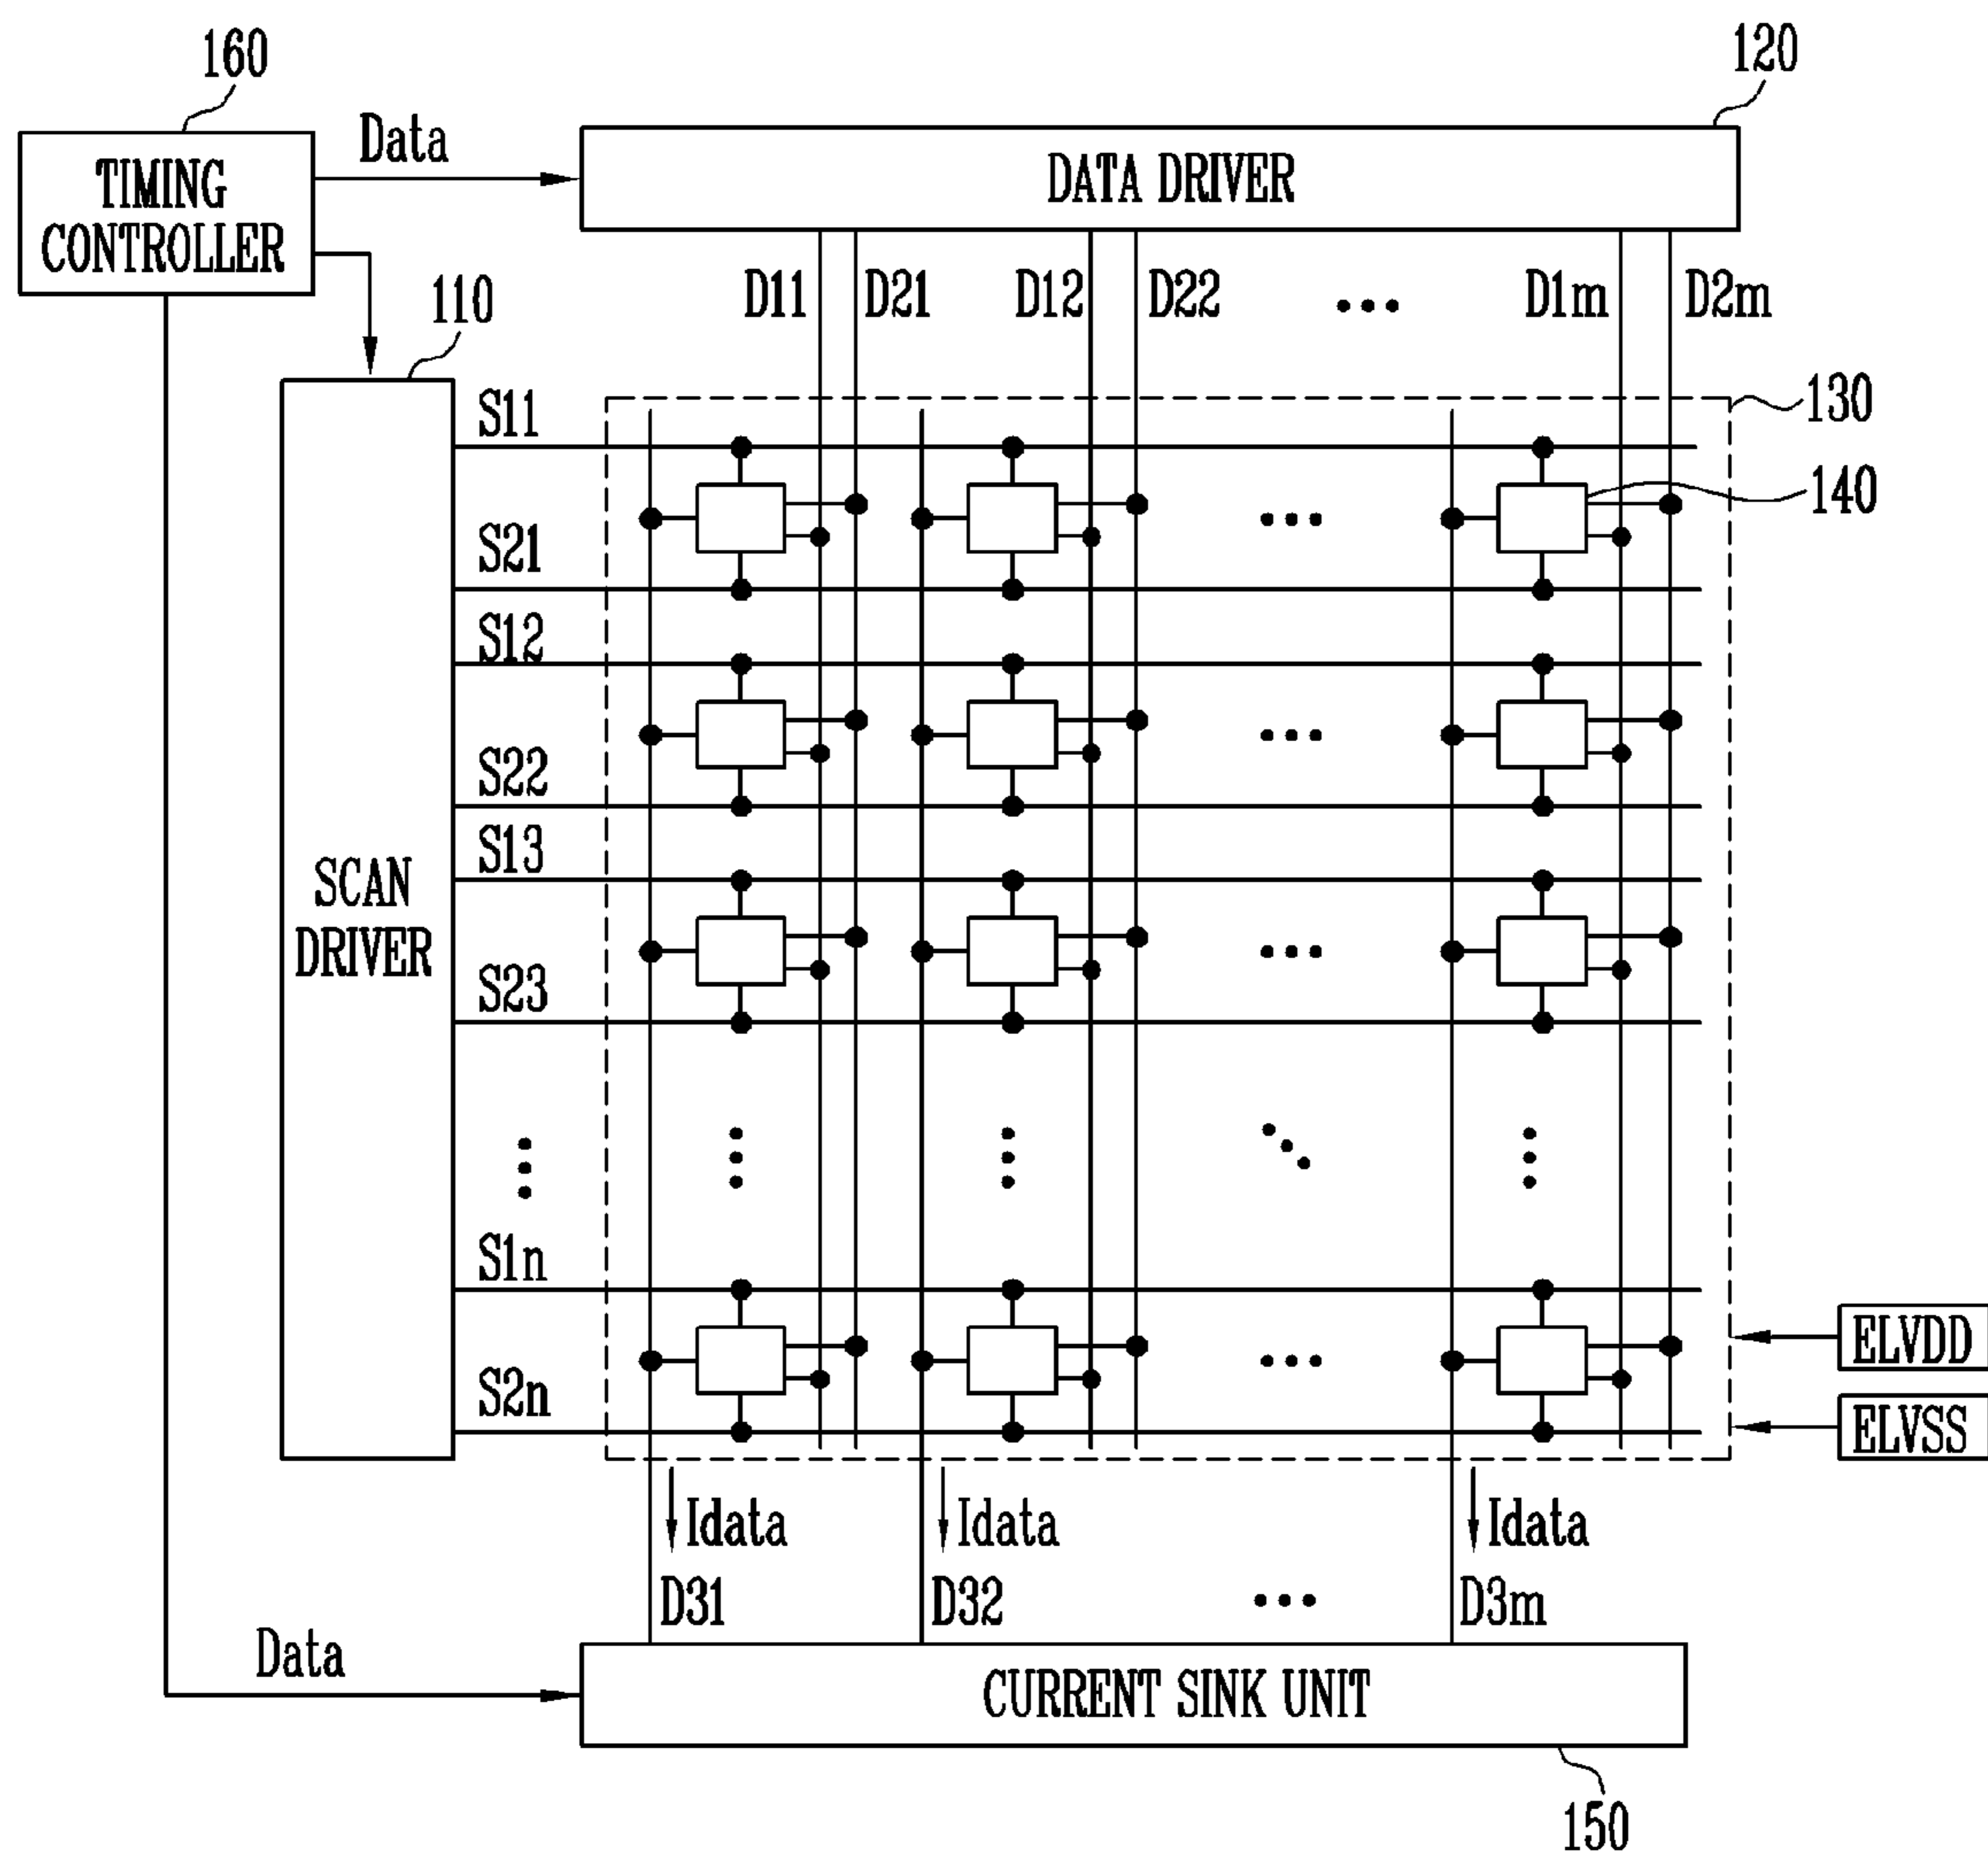 160
120
TIMING
CONTROLLER
Data
DATA DRIVER
D11
D21
D12
D22
D1m
D2m
110
130
140
S11
S21
S12
S22
S13
S23
S1n
S2n
SCAN
DRIVER
ELVDD
ELVSS
Idata
Idata
Idata
D31
D32
D3m
Data
CURRENT SINK UNIT
150